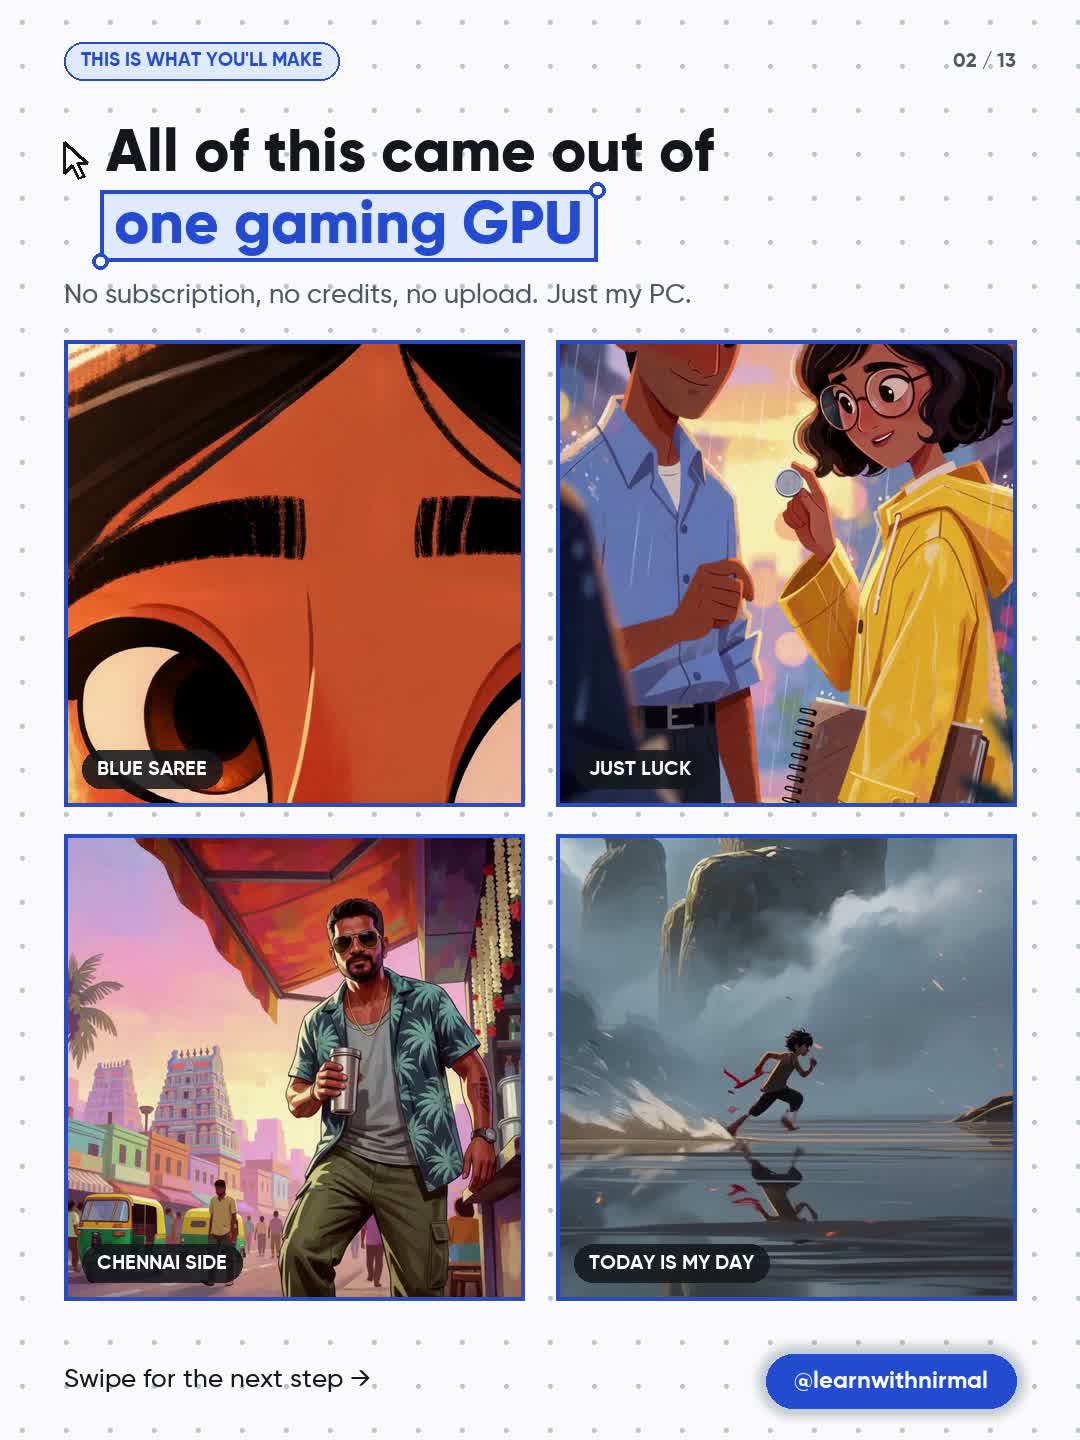 THIS IS WHAT YOU'LL MAKE
02 / 13
All of this came out of
one gaming GPU
No subscription, no credits, no upload. Just my PC.
BLUE SAREE
JUST LUCK
CHENNAI SIDE
TODAY IS MY DAY
Swipe for the next step →
@learnwithnirmal